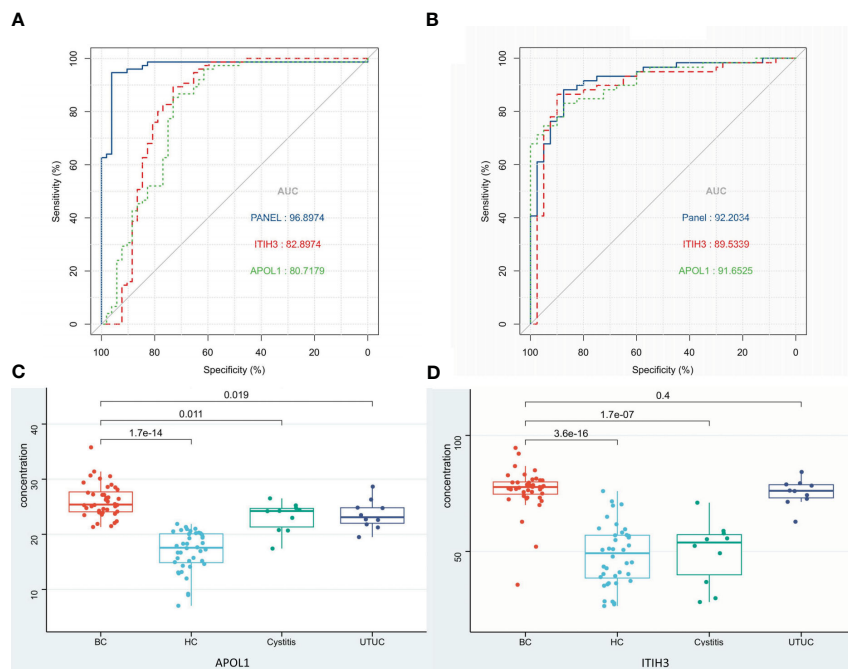 A
B
100
80
60
40
20
0
Sensitivity (%)
AUC
PANEL : 96.8974
ITIH3 : 82.8974
APOL1 : 80.7179
100 80 60 40 20 0
Specificity (%)
100
80
60
40
20
0
Sensitivity (%)
AUC
Panel : 92.2034
ITIH3 : 89.5339
APOL1 : 91.6525
100 80 60 40 20 0
Specificity (%)
C
0.019
0.011
1.7e-14
40
30
20
10
concentration
BC HC Cystitis UTUC
APOL1
D
0.4
1.7e-07
3.6e-16
100
50
concentration
BC HC Cystitis UTUC
ITIH3